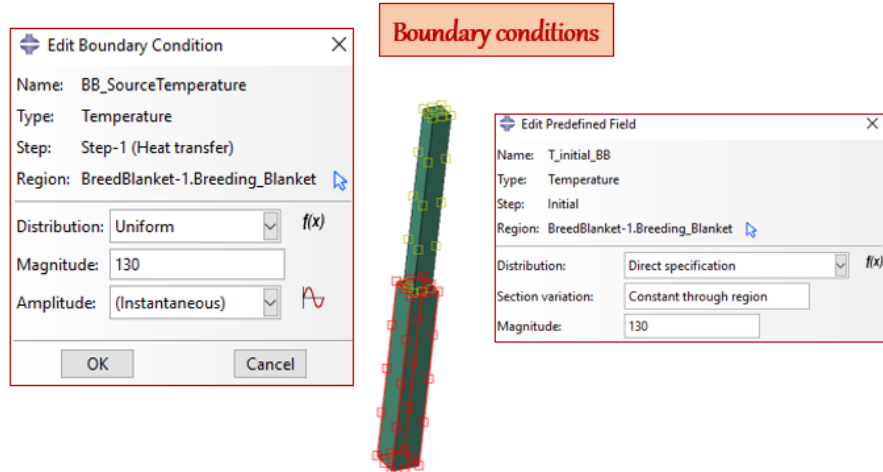 Boundary conditions
Edit Boundary Condition
Name: BB_SourceTemperature
Type: Temperature
Step: Step-1 (Heat transfer)
Region: BreedBlanket-1.Breeding_Blanket
Distribution: Uniform f(x)
Magnitude: 130
Amplitude: (Instantaneous)
OK Cancel
Edit Predefined Field
Name: T_initial_BB
Type: Temperature
Step: Initial
Region: BreedBlanket-1.Breeding_Blanket
Distribution: Direct specification f(x)
Section variation: Constant through region
Magnitude: 130